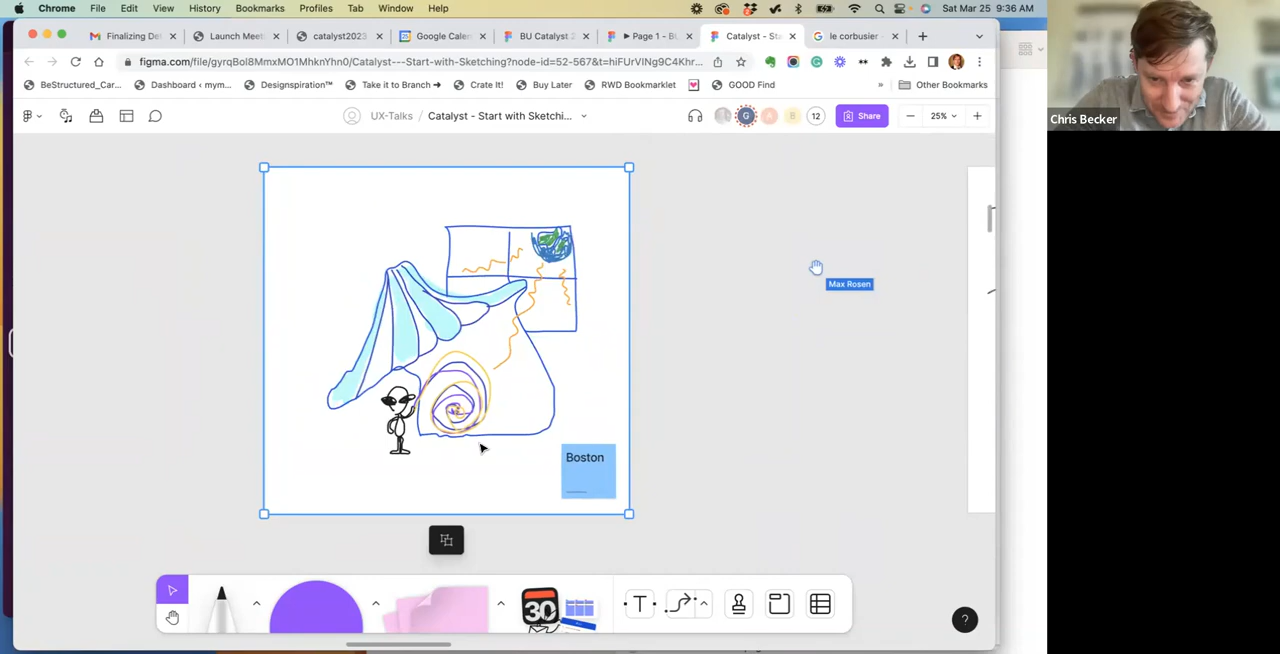 Chrome File Edit View History Bookmarks Profiles Tab Window Help Sat Mar 25 9:36 AM
Finalizing De Launch Meeti catalyst2023 Google Calen BU Catalyst 2 Page 1 – BU Catalyst - Sta le corbusier
figma.com/file/gyrqBol8MmxMO1MhknYhn0/Catalyst---Start-with-Sketching?node-id=52-567&t=hiFUrVlNg9C4Khr...
BeStructured_Car... Dashboard ‹ mym... Designspiration™ Take it to Branch ➔ Crate It! Buy Later RWD Bookmarklet GOOD Find » Other Bookmarks
UX-Talks / Catalyst - Start with Sketchi... G A B 12 Share 25%
Chris Becker
Max Rosen
Boston
30
T
?